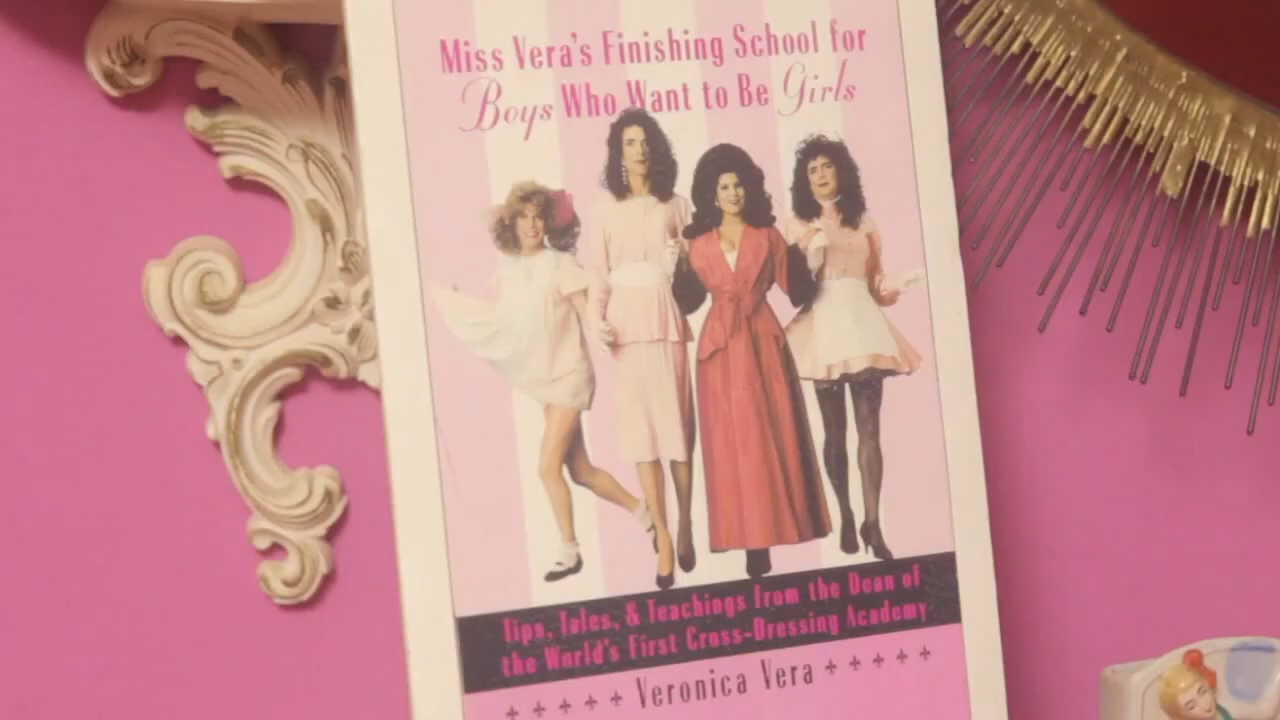 Miss Vera's Finishing School for
Boys Who Want to Be Girls
Tips, Tales, & Teachings from the Dean of
the World's First Cross-Dressing Academy
Veronica Vera